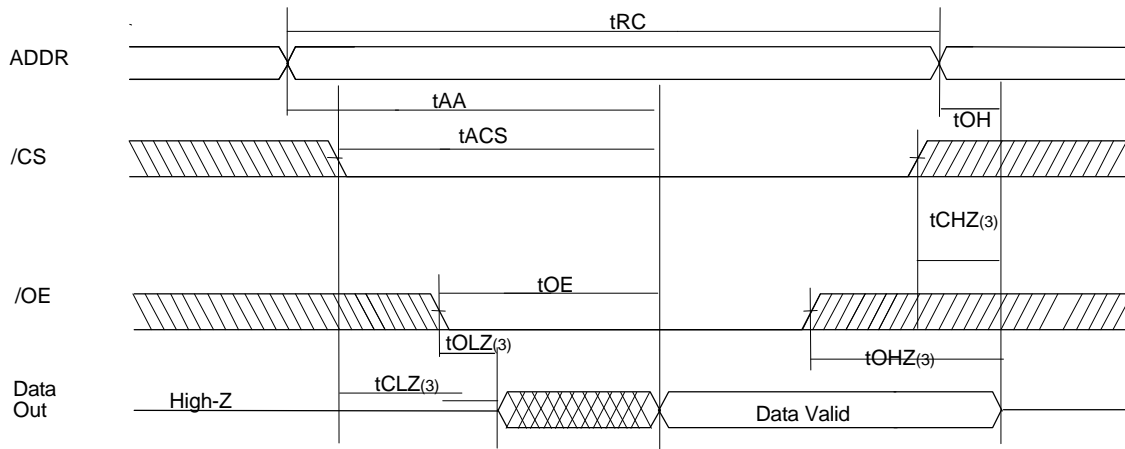 tRC
ADDR
tAA
tOH
tACS
/CS
tCHZ(3)
tOE
/OE
tOLZ(3)
tOHZ(3)
tCLZ(3)
Data
Out
High-Z
Data Valid